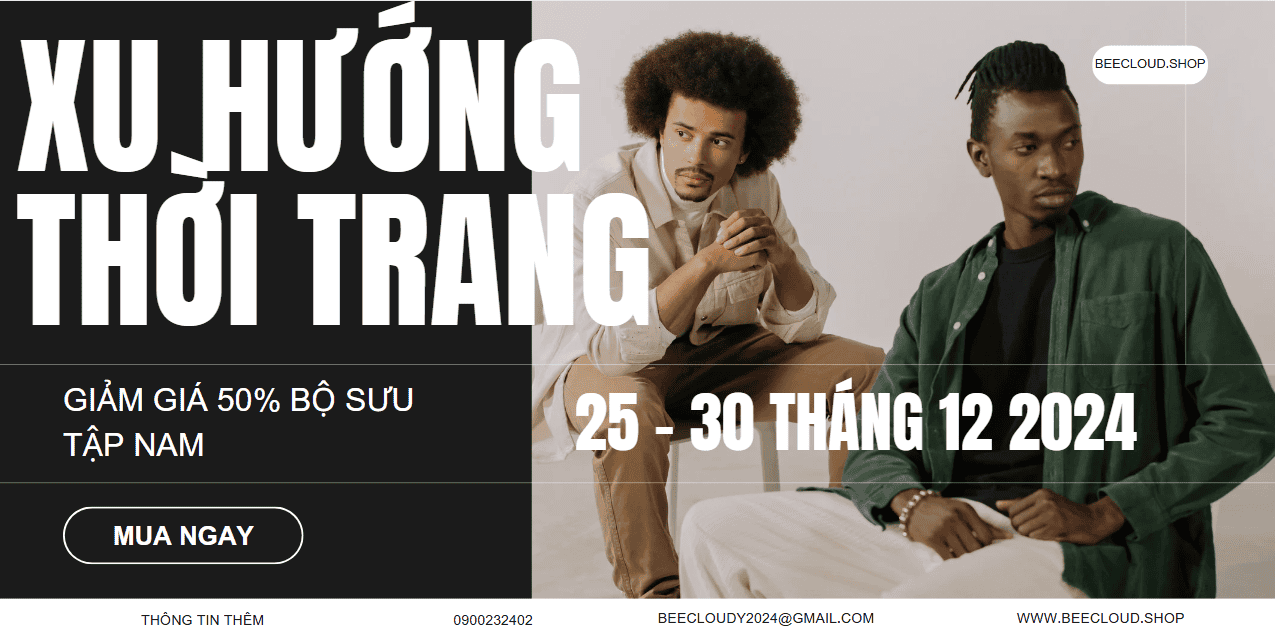 XU HƯỚNG
THỜI TRANG
BEECLOUD.SHOP
GIẢM GIÁ 50% BỘ SƯU
TẬP NAM
25 - 30 THÁNG 12 2024
MUA NGAY
THÔNG TIN THÊM
0900232402
BEECLOUDY2024@GMAIL.COM
WWW.BEECLOUD.SHOP